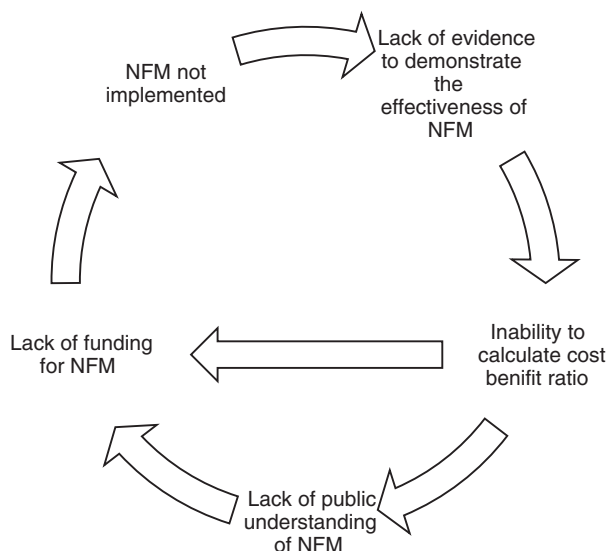 NFM not
implemented
Lack of evidence
to demonstrate
the
effectiveness of
NFM
Inability to
calculate cost
benifit ratio
Lack of public
understanding
of NFM
Lack of funding
for NFM